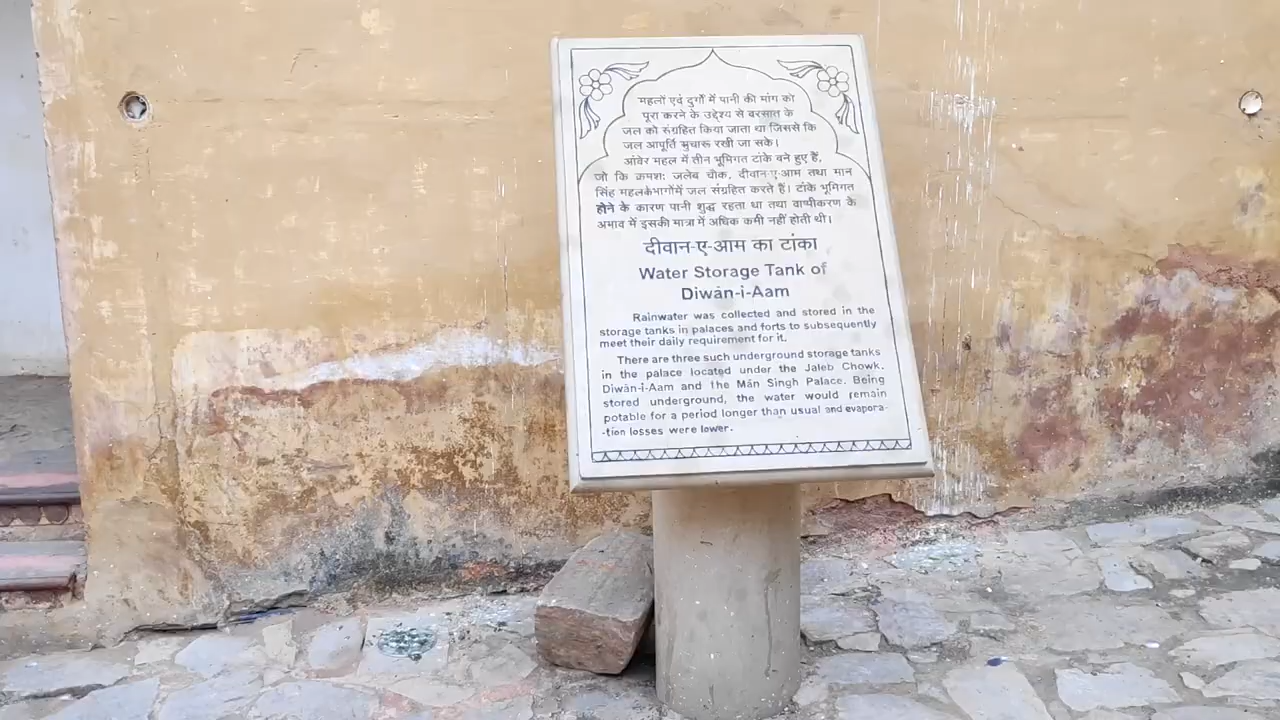 महलों एवं दुर्गों में पानी की मांग को
पूरा करने के उद्देश्य से बरसात के
जल को संग्रहित किया जाता था जिससे कि
जल आपूर्ति सुचारू रखी जा सके।
आंवेर महल में तीन भूमिगत टांके बने हुए हैं,
जो कि क्रमशः जलेब चौक, दीवान-ए-आम तथा मान
सिंह महलकेभागोंमें जल संग्रहित करते हैं। टांके भूमिगत
होने के कारण पानी शुद्ध रहता था तथा वाष्पीकरण के
अभाव में इसकी मात्रा में अधिक कमी नहीं होती थी।
दीवान-ए-आम का टांका
Water Storage Tank of
Diwān-i-Aam
Rainwater was collected and stored in the
storage tanks in palaces and forts to subsequently
meet their daily requirement for it.
There are three such underground storage tanks
in the palace located under the Jaleb Chowk,
Diwān-i-Aam and the Mān Singh Palace. Being
stored underground, the water would remain
potable for a period longer than usual and evapora-
-tion losses were lower.